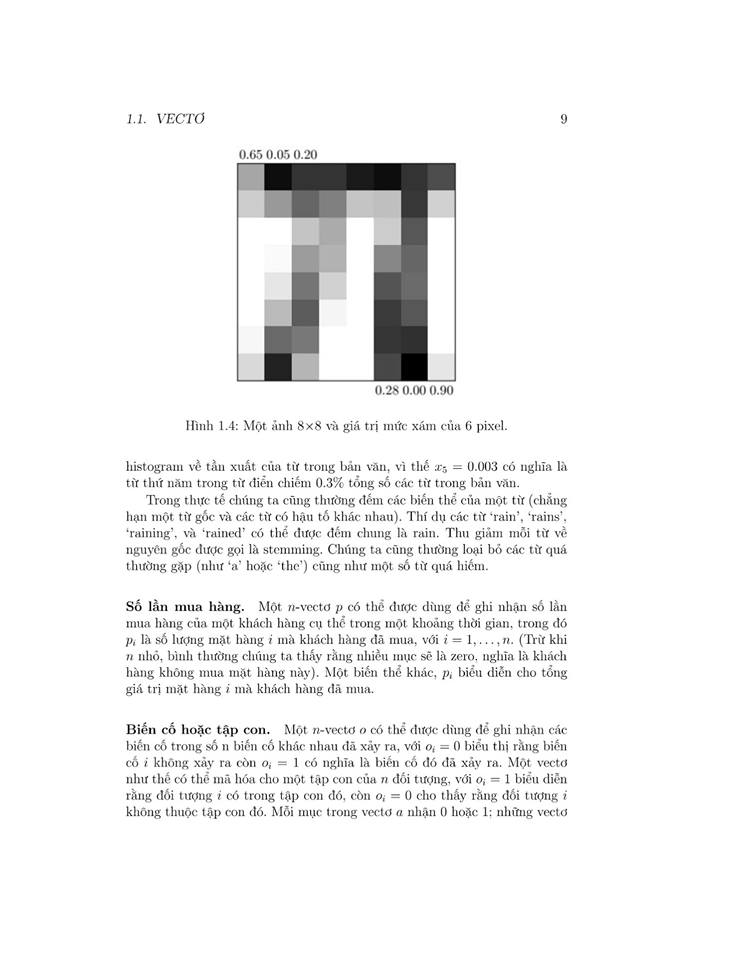 1.1. VECTƠ 9
0.65 0.05 0.20
0.28 0.00 0.90
Hình 1.4: Một ảnh 8×8 và giá trị mức xám của 6 pixel.
histogram về tần xuất của từ trong bản văn, vì thế x₅ = 0.003 có nghĩa là
từ thứ năm trong từ điển chiếm 0.3% tổng số các từ trong bản văn.
Trong thực tế chúng ta cũng thường đếm các biến thể của một từ (chẳng
hạn một từ gốc và các từ có hậu tố khác nhau). Thí dụ các từ ‘rain’, ‘rains’,
‘raining’, và ‘rained’ có thể được đếm chung là rain. Thu giảm mỗi từ về
nguyên gốc được gọi là stemming. Chúng ta cũng thường loại bỏ các từ quá
thường gặp (như ‘a’ hoặc ‘the’) cũng như một số từ quá hiếm.
Số lần mua hàng. Một n-vectơ p có thể được dùng để ghi nhận số lần
mua hàng của một khách hàng cụ thể trong một khoảng thời gian, trong đó
pᵢ là số lượng mặt hàng i mà khách hàng đã mua, với i = 1, . . . , n. (Trừ khi
n nhỏ, bình thường chúng ta thấy rằng nhiều mục sẽ là zero, nghĩa là khách
hàng không mua mặt hàng này). Một biến thể khác, pᵢ biểu diễn cho tổng
giá trị mặt hàng i mà khách hàng đã mua.
Biến cố hoặc tập con. Một n-vectơ o có thể được dùng để ghi nhận các
biến cố trong số n biến cố khác nhau đã xảy ra, với oᵢ = 0 biểu thị rằng biến
cố i không xảy ra còn oᵢ = 1 có nghĩa là biến cố đó đã xảy ra. Một vectơ
như thế có thể mã hóa cho một tập con của n đối tượng, với oᵢ = 1 biểu diễn
rằng đối tượng i có trong tập con đó, còn oᵢ = 0 cho thấy rằng đối tượng i
không thuộc tập con đó. Mỗi mục trong vectơ a nhận 0 hoặc 1; những vectơ